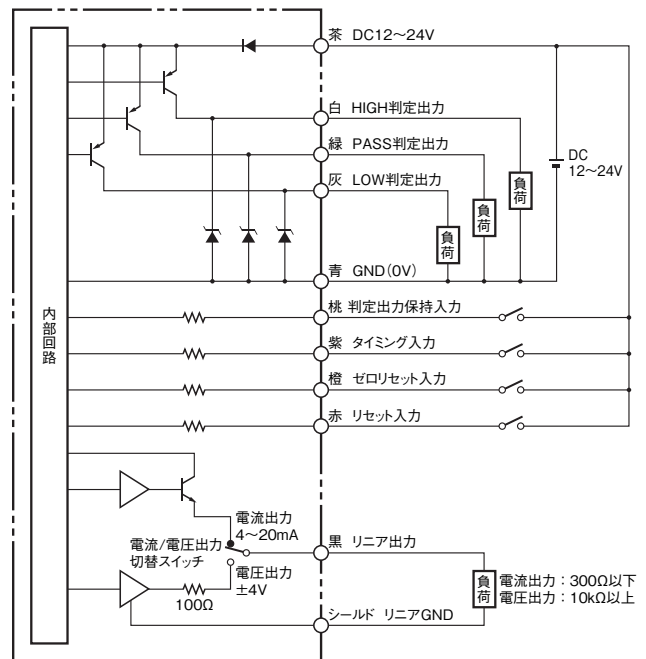 茶 DC12～24V
白 HIGH判定出力
緑 PASS判定出力
灰 LOW判定出力
DC
12～24V
負荷
負荷
負荷
青 GND（0V）
内部回路
桃 判定出力保持入力
紫 タイミング入力
橙 ゼロリセット入力
赤 リセット入力
電流出力
4～20mA
電流/電圧出力
切替スイッチ
黒 リニア出力
電圧出力
±4V
100Ω
負荷
電流出力：300Ω以下
電圧出力：10kΩ以上
シールド リニアGND